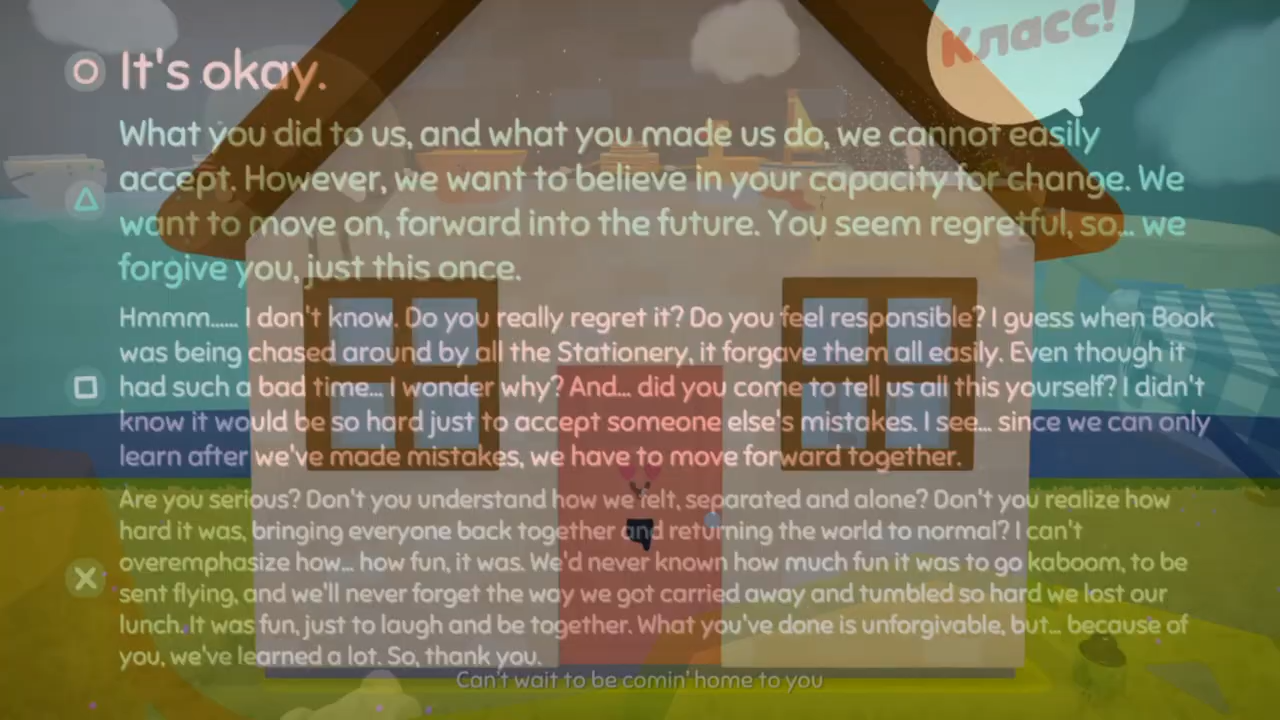 Класс!
It's okay.
What you did to us, and what you made us do, we cannot easily
accept. However, we want to believe in your capacity for change. We
want to move on, forward into the future. You seem regretful, so... we
forgive you, just this once.
Hmmm...... I don't know. Do you really regret it? Do you feel responsible? I guess when Book
was being chased around by all the Stationery, it forgave them all easily. Even though it
had such a bad time... I wonder why? And... did you come to tell us all this yourself? I didn't
know it would be so hard just to accept someone else's mistakes. I see... since we can only
learn after we've made mistakes, we have to move forward together.
Are you serious? Don't you understand how we felt, separated and alone? Don't you realize how
hard it was, bringing everyone back together and returning the world to normal? I can't
overemphasize how... how fun, it was. We'd never known how much fun it was to go kaboom, to be
sent flying, and we'll never forget the way we got carried away and tumbled so hard we lost our
lunch. It was fun, just to laugh and be together. What you've done is unforgivable, but... because of
you, we've learned a lot. So, thank you.
Can't wait to be comin' home to you